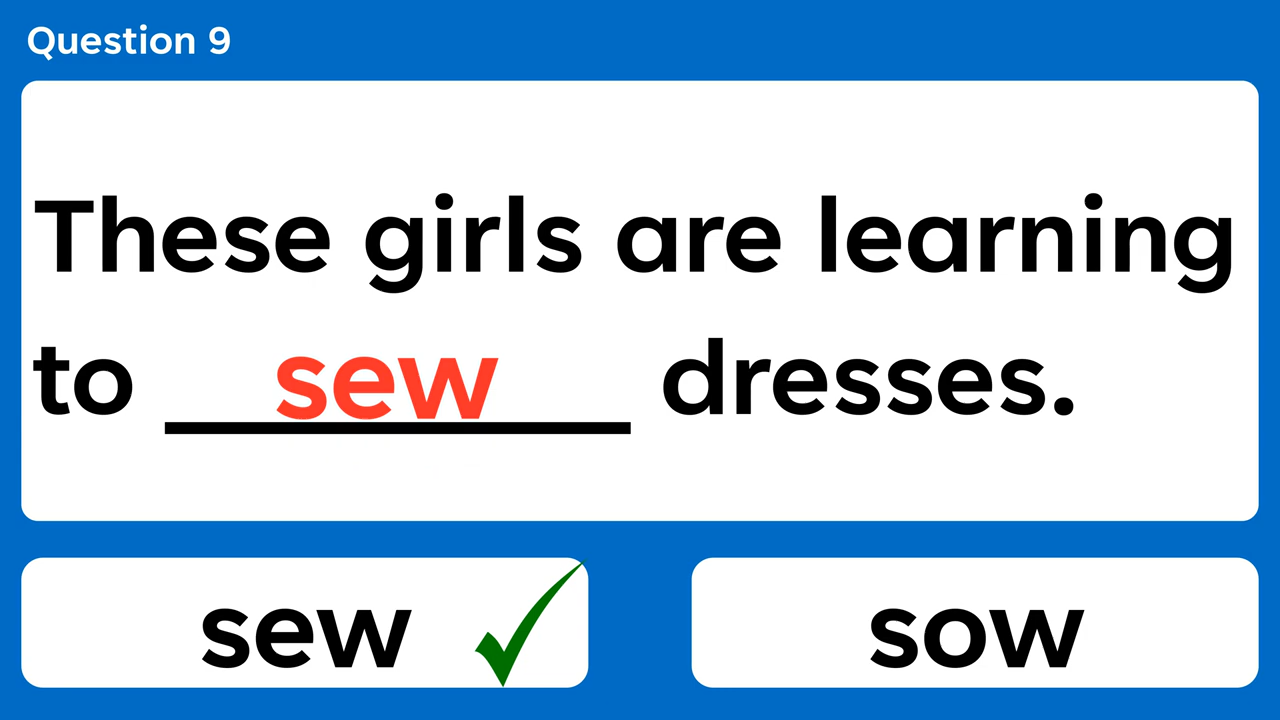 Question 9
These girls are learning
to sew dresses.
sew
sow